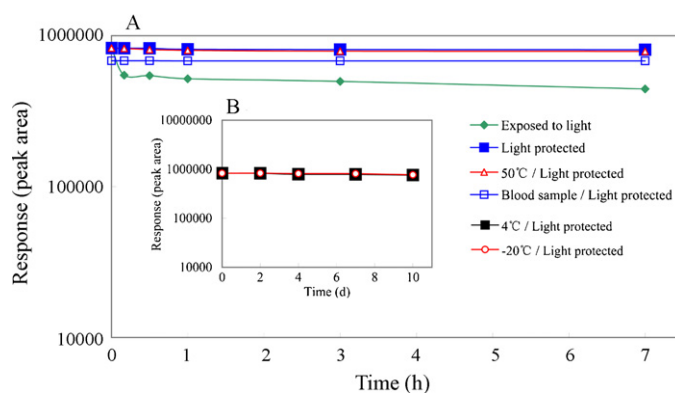 A
1000000
100000
10000
Response (peak area)
0
1
2
3
4
5
6
7
Time (h)
B
10000000
1000000
100000
10000
Response (peak area)
0
2
4
6
8
10
Time (d)
Exposed to light
Light protected
50℃ / Light protected
Blood sample / Light protected
4℃ / Light protected
-20℃ / Light protected